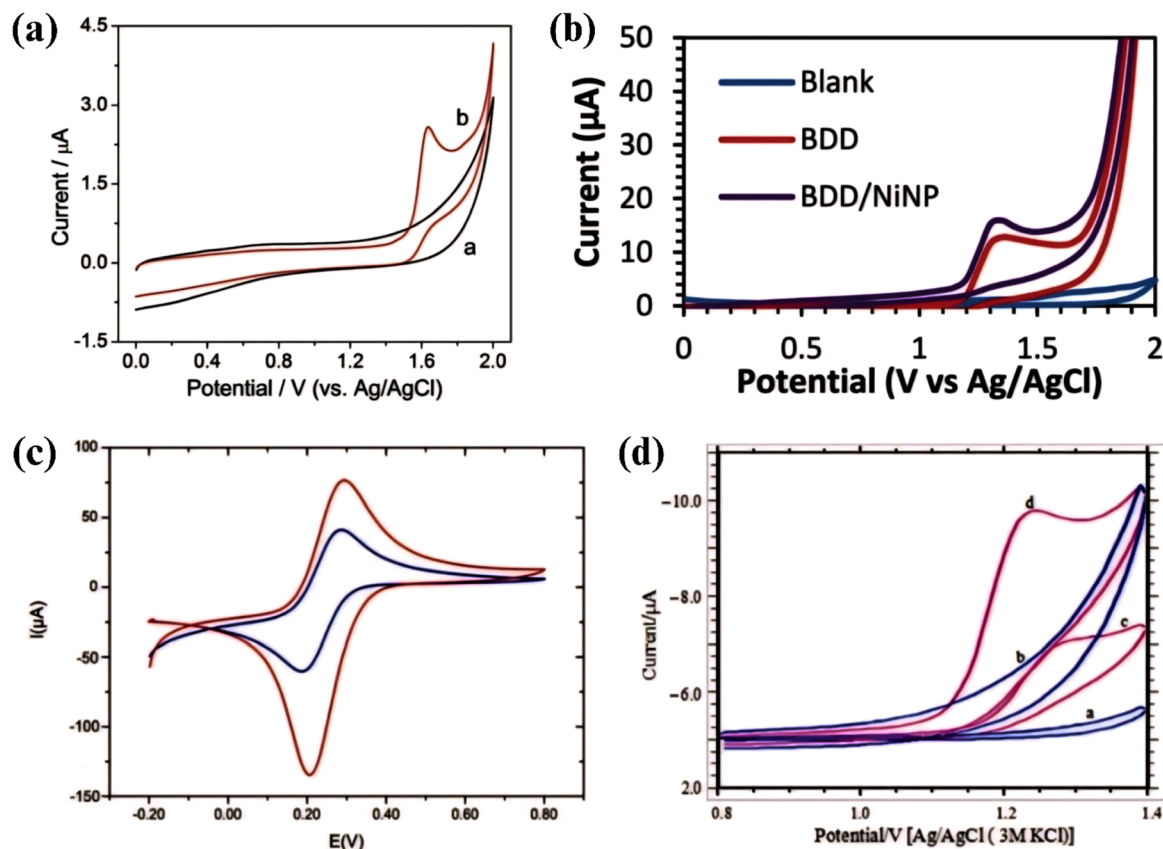 (a)
4.5
3.0
1.5
0.0
-1.5
Current / μA
b
a
0.0 0.4 0.8 1.2 1.6 2.0
Potential / V (vs. Ag/AgCl)
(b)
50
40
30
20
10
0
Current (μA)
Blank
BDD
BDD/NiNP
0 0.5 1 1.5 2
Potential (V vs Ag/AgCl)
(c)
100
75
50
25
0
-50
-100
-150
I(μA)
-0.20 0.00 0.20 0.40 0.60 0.80
E(V)
(d)
-10.0
-8.0
-6.0
2.0
Current/μA
d
c
b
a
0.8 1.0 1.2 1.4
Potential/V [Ag/AgCl ( 3M KCl)]